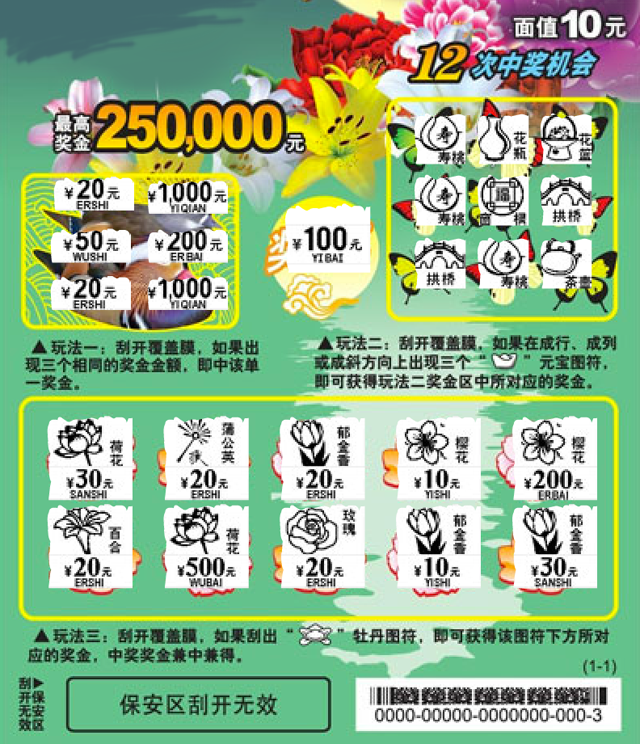 面值10元
12次中奖机会
最高奖金250,000元
¥20元
ERSHI
¥1,000元
YIQIAN
¥50元
WUSHI
¥200元
ERBAI
¥20元
ERSHI
¥1,000元
YIQIAN
奖
¥100元
YIBAI
寿
寿桃
花瓶
花篮
寿
寿桃
窗棂
拱桥
拱桥
寿
寿桃
茶壶
▲玩法一：刮开覆盖膜，如果出
现三个相同的奖金金额，即中该单
一奖金。
▲玩法二：刮开覆盖膜，如果在成行、成列
或成斜方向上出现三个“ ”元宝图符，
即可获得玩法二奖金区中所对应的奖金。
荷花
¥30元
SANSHI
蒲公英
¥20元
ERSHI
郁金香
¥20元
ERSHI
樱花
¥10元
YISHI
樱花
¥200元
ERBAI
百合
¥20元
ERSHI
荷花
¥500元
WUBAI
玫瑰
¥20元
ERSHI
郁金香
¥10元
YISHI
郁金香
¥30元
SANSHI
▲玩法三：刮开覆盖膜，如果刮出“ ”牡丹图符，即可获得该图符下方所对
应的奖金，中奖奖金兼中兼得。
(1-1)
刮开无效
▶保安区
保安区刮开无效
0000-00000-0000000-000-3